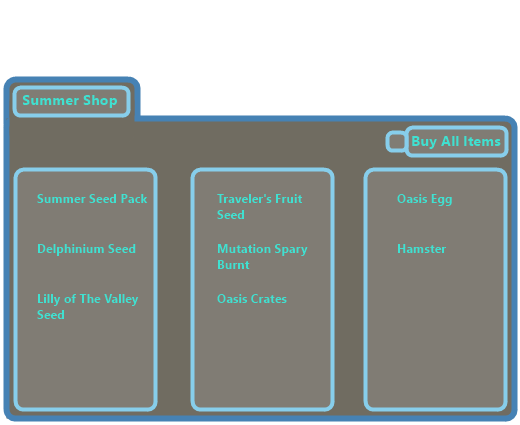 Summer Shop
Buy All Items
Summer Seed Pack
Delphinium Seed
Lilly of The Valley
Seed
Traveler's Fruit
Seed
Mutation Spary
Burnt
Oasis Crates
Oasis Egg
Hamster